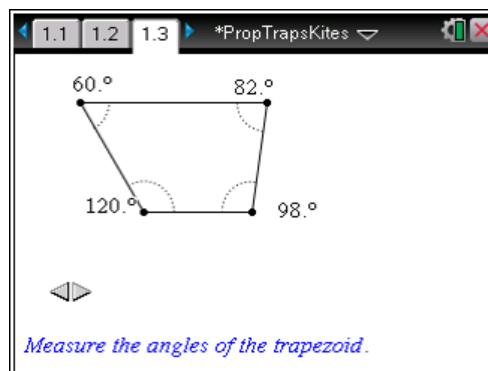 1.1 1.2 1.3 *PropTrapsKites
60.° 82.°
120.° 98.°
Measure the angles of the trapezoid.